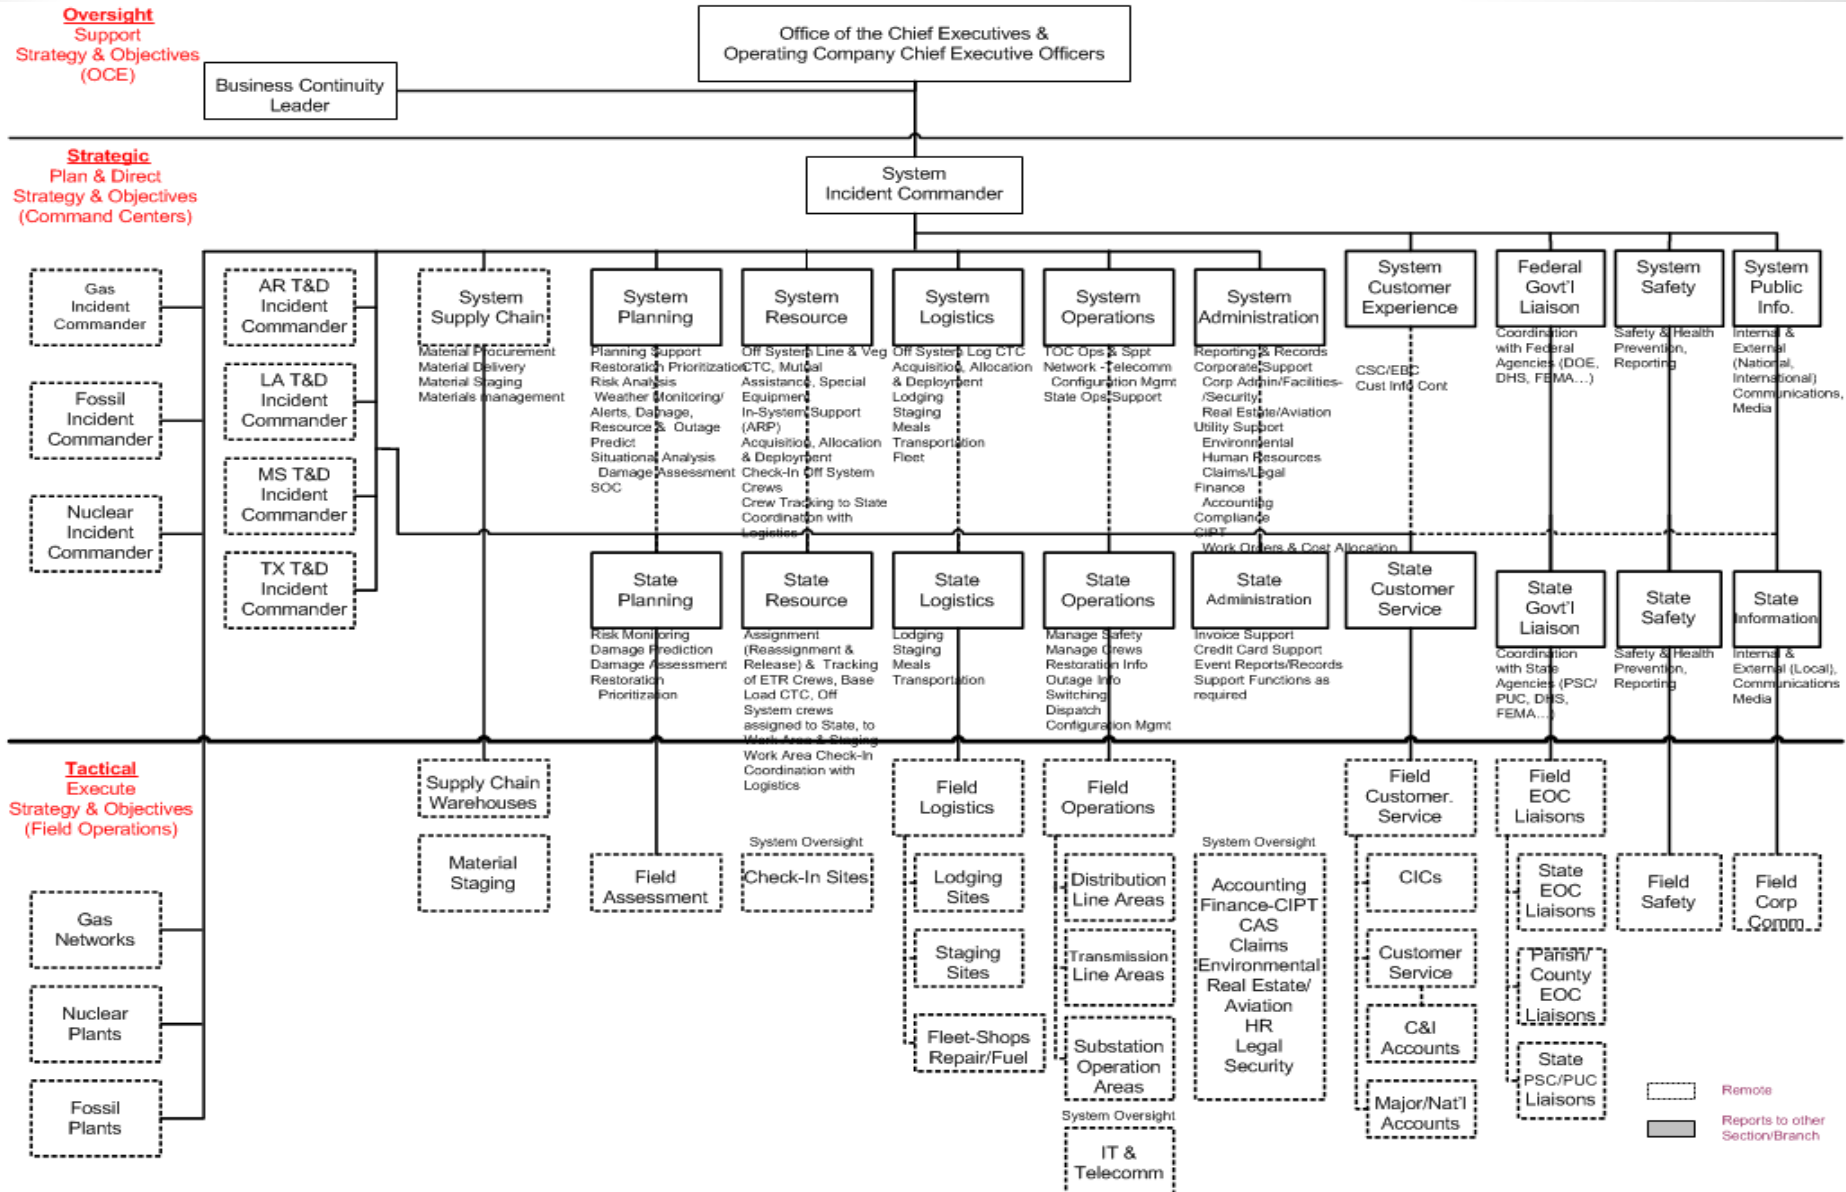 Oversight
Support
Strategy & Objectives
(OCE)
Office of the Chief Executives &
Operating Company Chief Executive Officers
Business Continuity
Leader
Strategic
Plan & Direct
Strategy & Objectives
(Command Centers)
System
Incident Commander
Gas
Incident
Commander
Fossil
Incident
Commander
Nuclear
Incident
Commander
AR T&D
Incident
Commander
LA T&D
Incident
Commander
MS T&D
Incident
Commander
TX T&D
Incident
Commander
System
Supply Chain
Material Procurement
Material Delivery
Material Staging
Materials management
System
Planning
Planning Support
Restoration Prioritization
Risk Analysis
Weather Monitoring/
Alerts, Damage,
Resource & Outage
Predict
Situational Analysis
Damage Assessment
SOC
System
Resource
Off System Line & Veg
CTC, Mutual
Assistance, Special
Equipment
In-System Support
(ARP)
Acquisition, Allocation
& Deployment
Check-In Off System
Crews
Crew Tracking to State
Coordination with
Logistics
System
Logistics
Off System Log CTC
Acquisition, Allocation
& Deployment
Lodging
Staging
Meals
Transportation
Fleet
System
Operations
TOC Ops & Sppt
Network -Telecomm
Configuration Mgmt
State Ops Support
System
Administration
Reporting & Records
Corporate Support
Corp Admin/Facilities-
/Security
Real Estate/Aviation
Utility Support
Environmental
Human Resources
Claims/Legal
Finance
Accounting
Compliance
CIPT
Work Orders & Cost Allocation
System
Customer
Experience
CSC/EBC
Cust Info Cont
Federal
Govt'l
Liaison
Coordination
with Federal
Agencies (DOE,
DHS, FEMA...)
System
Safety
Safety & Health
Prevention,
Reporting
System
Public
Info.
Internal &
External
(National,
International)
Communications,
Media
State
Planning
Risk Monitoring
Damage Prediction
Damage Assessment
Restoration
Prioritization
State
Resource
Assignment
(Reassignment &
Release) & Tracking
of ETR Crews, Base
Load CTC, Off
System crews
assigned to State, to
Work Area & Staging
Work Area Check-In
Coordination with
Logistics
State
Logistics
Lodging
Staging
Meals
Transportation
State
Operations
Manage Safety
Manage Crews
Restoration Info
Outage Info
Switching
Dispatch
Configuration Mgmt
State
Administration
Invoice Support
Credit Card Support
Event Reports/Records
Support Functions as
required
State
Customer
Service
State
Govt'l
Liaison
Coordination
with State
Agencies (PSC/
PUC, DHS,
FEMA...)
State
Safety
Safety & Health
Prevention,
Reporting
State
Information
Internal &
External (Local),
Communications
Media
Tactical
Execute
Strategy & Objectives
(Field Operations)
Gas
Networks
Nuclear
Plants
Fossil
Plants
Supply Chain
Warehouses
Material
Staging
Field
Assessment
System Oversight
Check-In Sites
Field
Logistics
Lodging
Sites
Staging
Sites
Fleet-Shops
Repair/Fuel
Field
Operations
Distribution
Line Areas
Transmission
Line Areas
Substation
Operation
Areas
System Oversight
IT &
Telecomm
System Oversight
Accounting
Finance-CIPT
CAS
Claims
Environmental
Real Estate/
Aviation
HR
Legal
Security
Field
Customer.
Service
CICs
Customer
Service
C&I
Accounts
Major/Nat'l
Accounts
Field
EOC
Liaisons
State
EOC
Liaisons
Parish/
County
EOC
Liaisons
State
PSC/PUC
Liaisons
Field
Safety
Field
Corp
Comm
Remote
Reports to other
Section/Branch